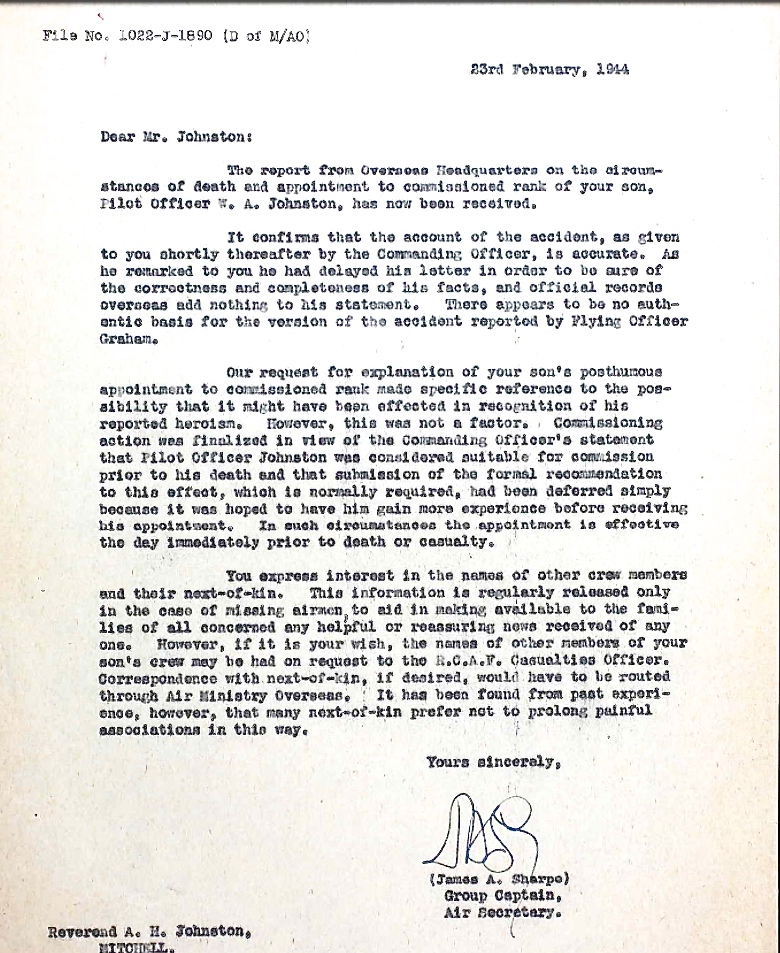 File No. 1022-J-1890 (D of M/AO)
23rd February, 1944
Dear Mr. Johnston:
The report from Overseas Headquarters on the circum-
stances of death and appointment to commissioned rank of your son,
Pilot Officer W. A. Johnston, has now been received.
It confirms that the account of the accident, as given
to you shortly thereafter by the Commanding Officer, is accurate. As
he remarked to you he had delayed his letter in order to be sure of
the correctness and completeness of his facts, and official records
overseas add nothing to his statement. There appears to be no auth-
entic basis for the version of the accident reported by Flying Officer
Graham.
Our request for explanation of your son's posthumous
appointment to commissioned rank made specific reference to the pos-
sibility that it might have been effected in recognition of his
reported heroism. However, this was not a factor. Commissioning
action was finalized in view of the Commanding Officer's statement
that Pilot Officer Johnston was considered suitable for commission
prior to his death and that submission of the formal recommendation
to this effect, which is normally required, had been deferred simply
because it was hoped to have him gain more experience before receiving
his appointment. In such circumstances the appointment is effective
the day immediately prior to death or casualty.
You express interest in the names of other crew members
and their next-of-kin. This information is regularly released only
in the case of missing airmen, to aid in making available to the fami-
lies of all concerned any helpful or reassuring news received of any
one. However, if it is your wish, the names of other members of your
son's crew may be had on request to the R.C.A.F. Casualties Officer.
Correspondence with next-of-kin, if desired, would have to be routed
through Air Ministry Overseas. It has been found from past experi-
ence, however, that many next-of-kin prefer not to prolong painful
associations in this way.
Yours sincerely,
(James A. Sharpe)
Group Captain,
Air Secretary.
Reverend A. H. Johnston,
MITCHELL.